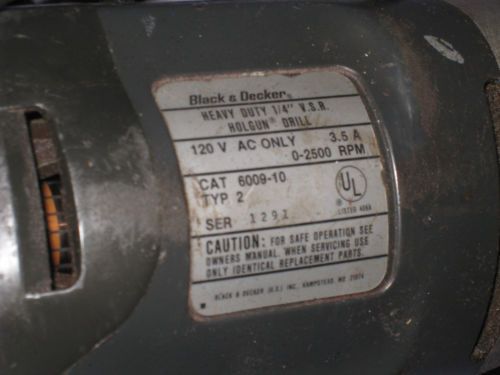 Black & Decker®
HEAVY DUTY 1/4" V.S.R.
HOLGUN® DRILL
120 V AC ONLY 3.5 A
0-2500 RPM
CAT 6009-10
TYP 2
SER 1291
UL
LISTED
CAUTION: FOR SAFE OPERATION SEE
OWNERS MANUAL. WHEN SERVICING USE
ONLY IDENTICAL REPLACEMENT PARTS.
BLACK & DECKER (U.S.) INC., HAMPSTEAD, MD 21074